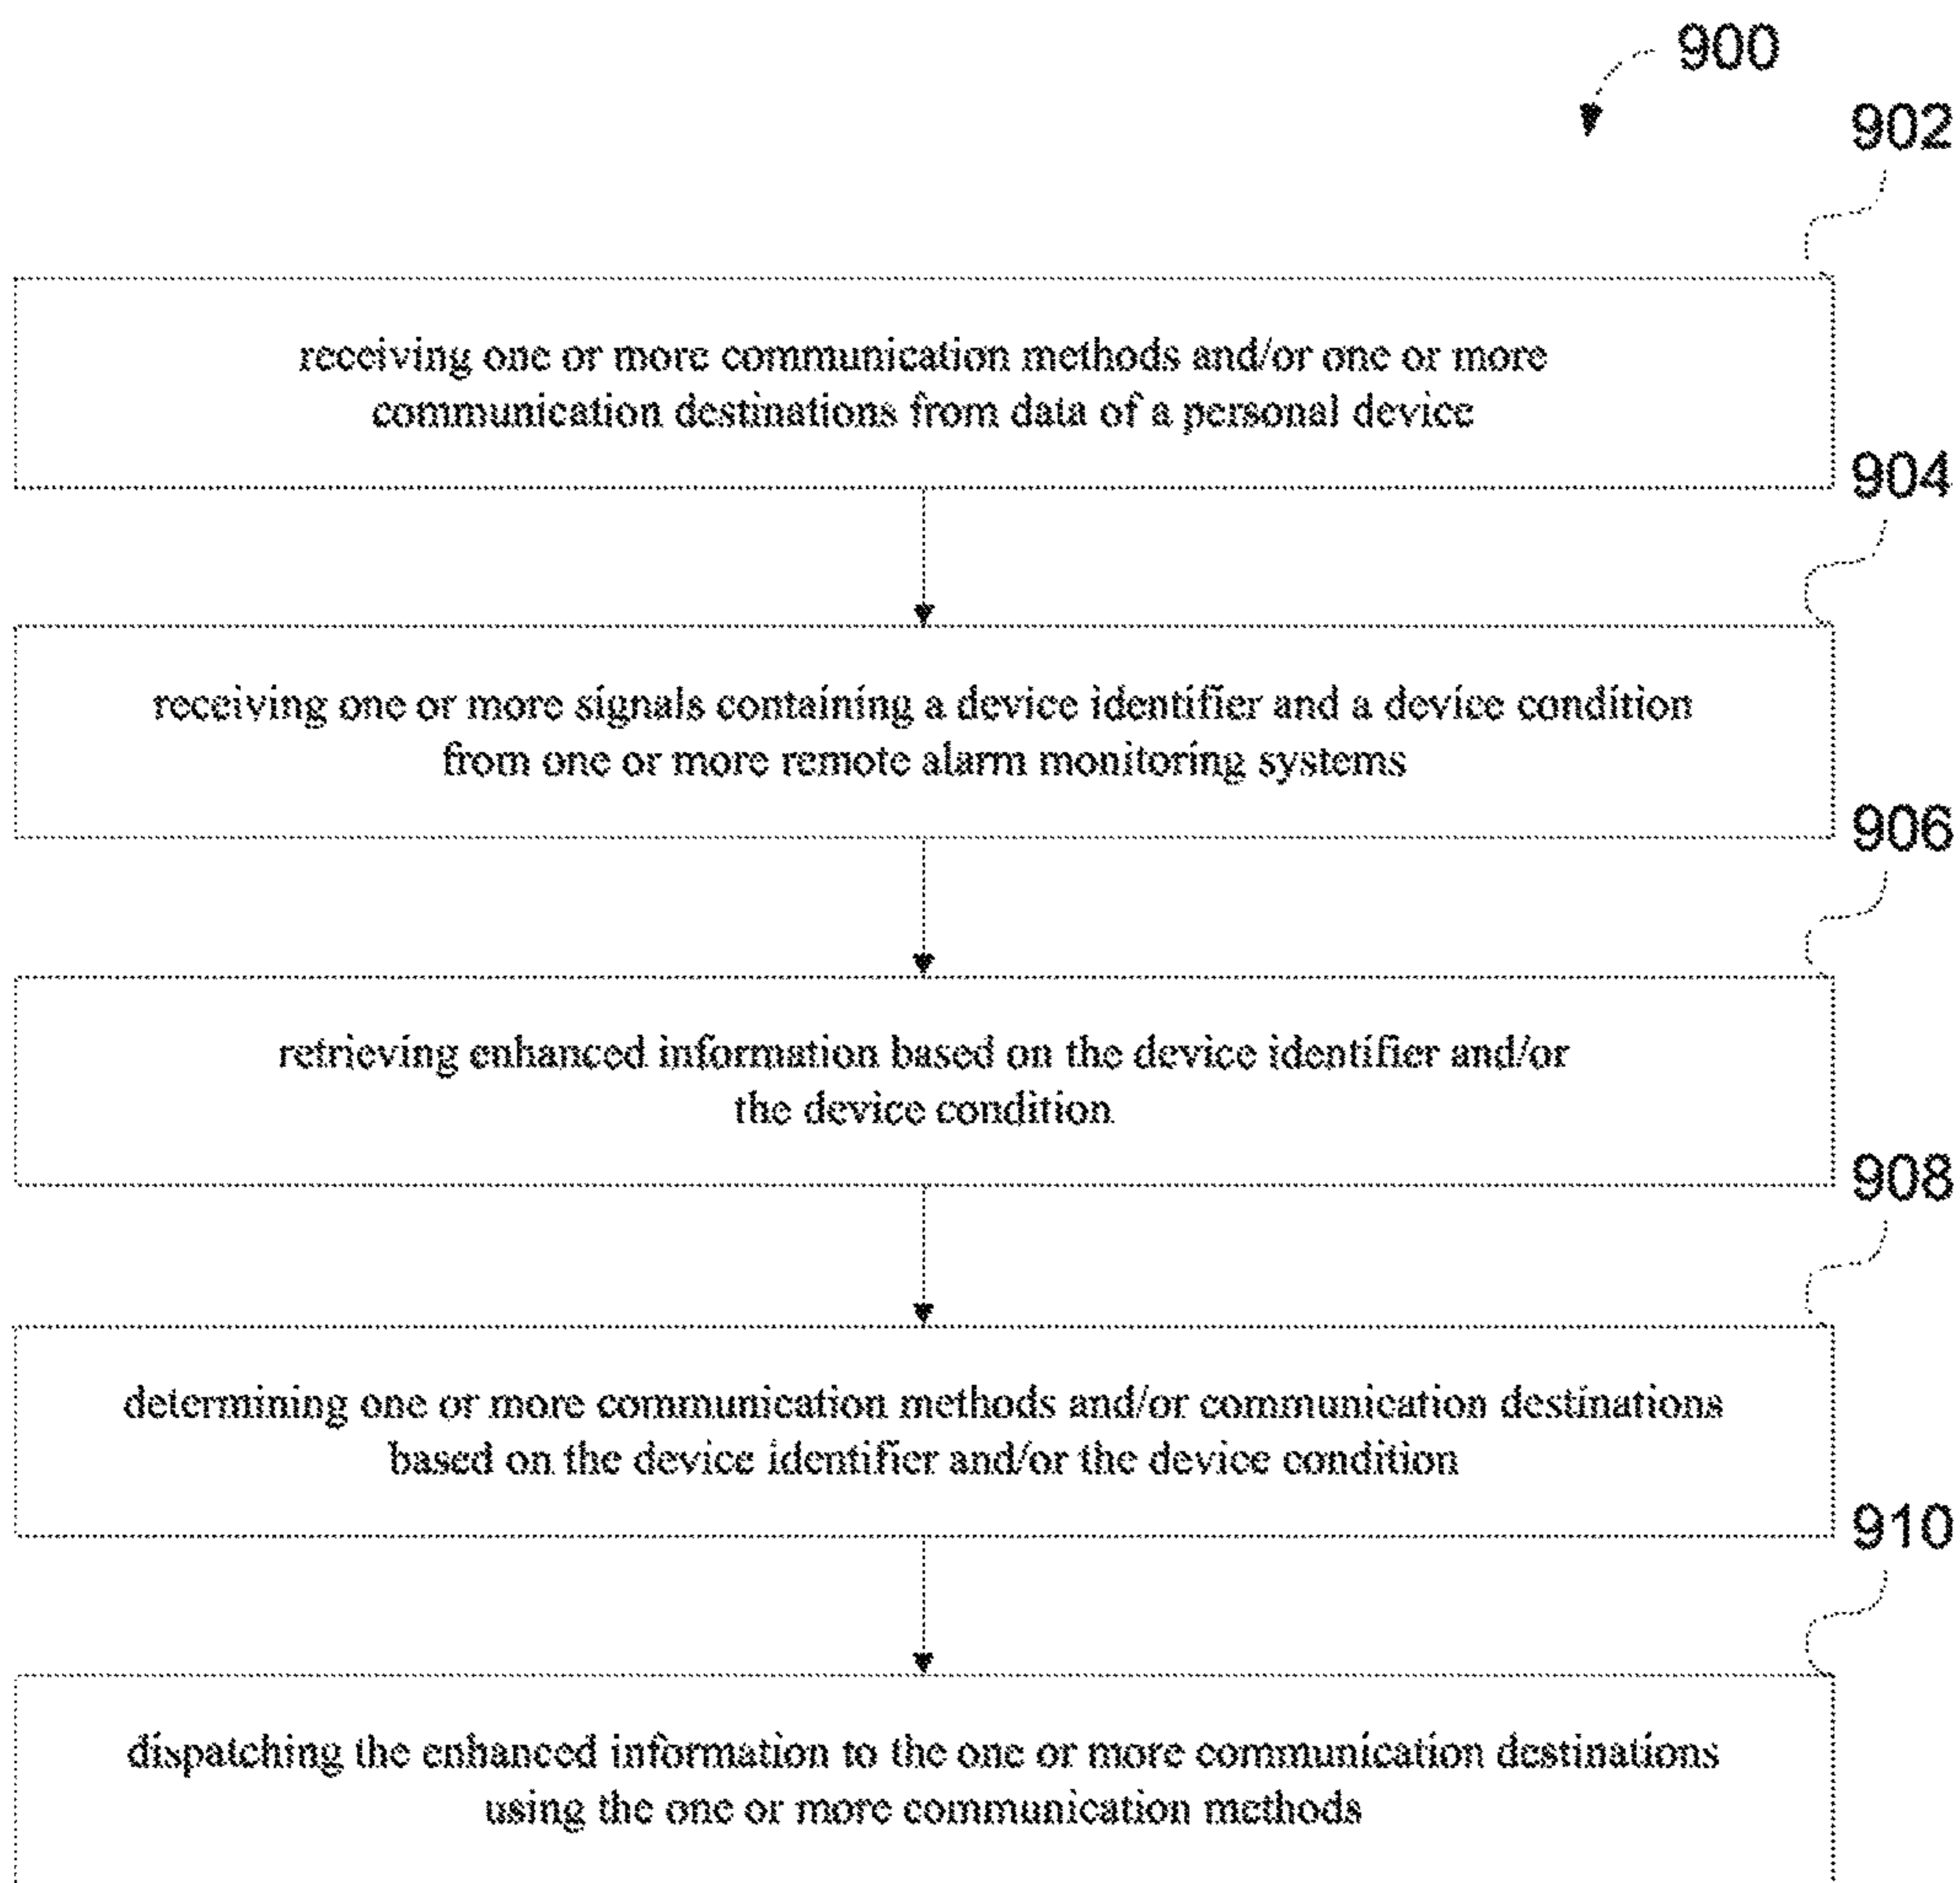 900
902
receiving one or more communication methods and/or one or more
communication destinations from data of a personal device
904
receiving one or more signals containing a device identifier and a device condition
from one or more remote alarm monitoring systems
906
retrieving enhanced information based on the device identifier and/or
the device condition
908
determining one or more communication methods and/or communication destinations
based on the device identifier and/or the device condition
910
dispatching the enhanced information to the one or more communication destinations
using the one or more communication methods